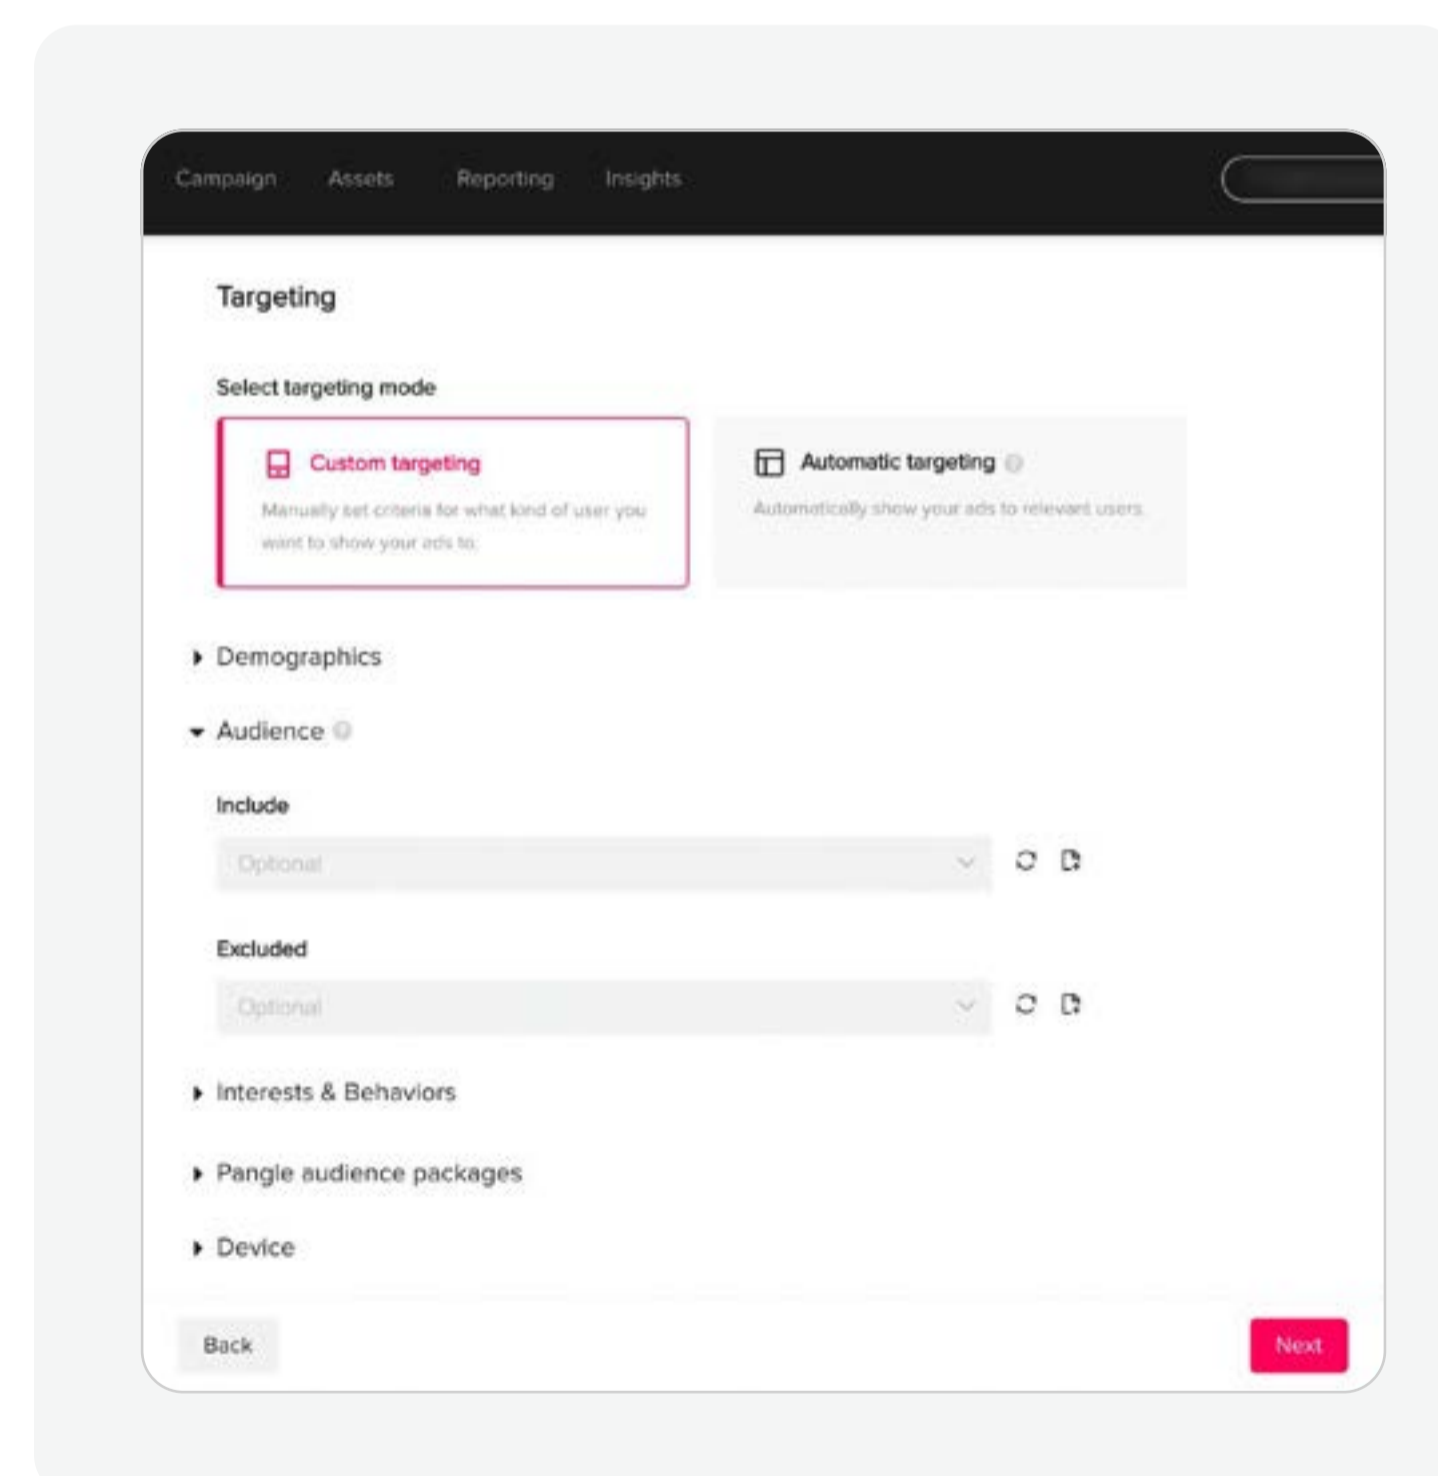 Campaign Assets Reporting Insights
Targeting
Select targeting mode
Custom targeting
Manually set criteria for what kind of user you
want to show your ads to.
Automatic targeting
Automatically show your ads to relevant users.
Demographics
Audience
Include
Optional
Excluded
Optional
Interests & Behaviors
Pangle audience packages
Device
Back
Next